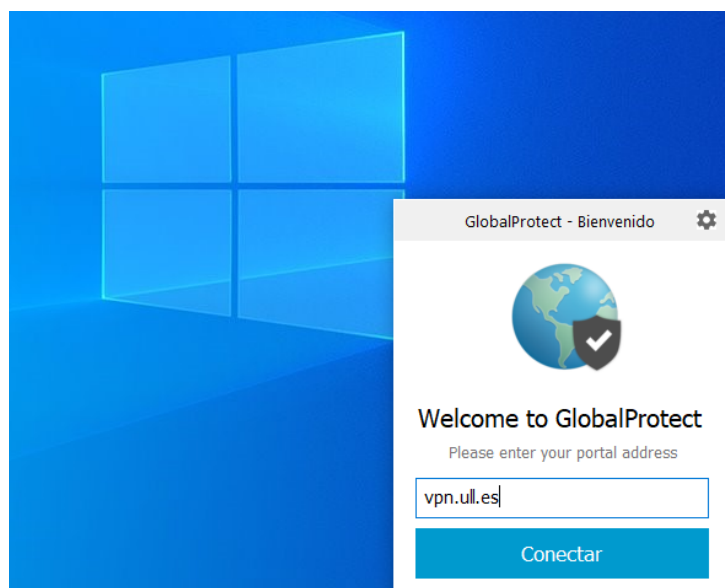 GlobalProtect - Bienvenido
Welcome to GlobalProtect
Please enter your portal address
vpn.ull.es
Conectar